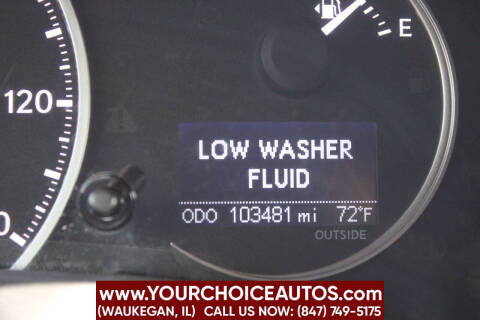 E
120
LOW WASHER
FLUID
ODO 103481 mi 72°F
OUTSIDE
WWW.YOURCHOICEAUTOS.COM
(WAUKEGAN, IL) CALL US NOW: (847) 749-5175